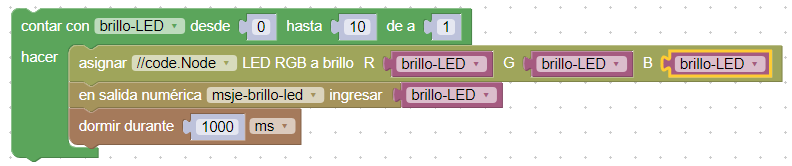 contar con brillo-LED desde 0 hasta 10 de a 1
hacer asignar //code.Node LED RGB a brillo R brillo-LED G brillo-LED B brillo-LED
en salida numérica msje-brillo-led ingresar brillo-LED
dormir durante 1000 ms